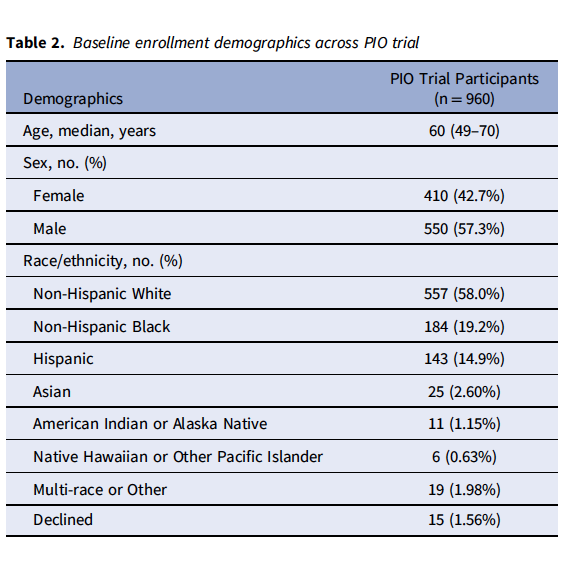 Table 2. Baseline enrollment demographics across PIO trial
Demographics PIO Trial Participants (n = 960)
Age, median, years 60 (49–70)
Sex, no. (%)
Female 410 (42.7%)
Male 550 (57.3%)
Race/ethnicity, no. (%)
Non-Hispanic White 557 (58.0%)
Non-Hispanic Black 184 (19.2%)
Hispanic 143 (14.9%)
Asian 25 (2.60%)
American Indian or Alaska Native 11 (1.15%)
Native Hawaiian or Other Pacific Islander 6 (0.63%)
Multi-race or Other 19 (1.98%)
Declined 15 (1.56%)